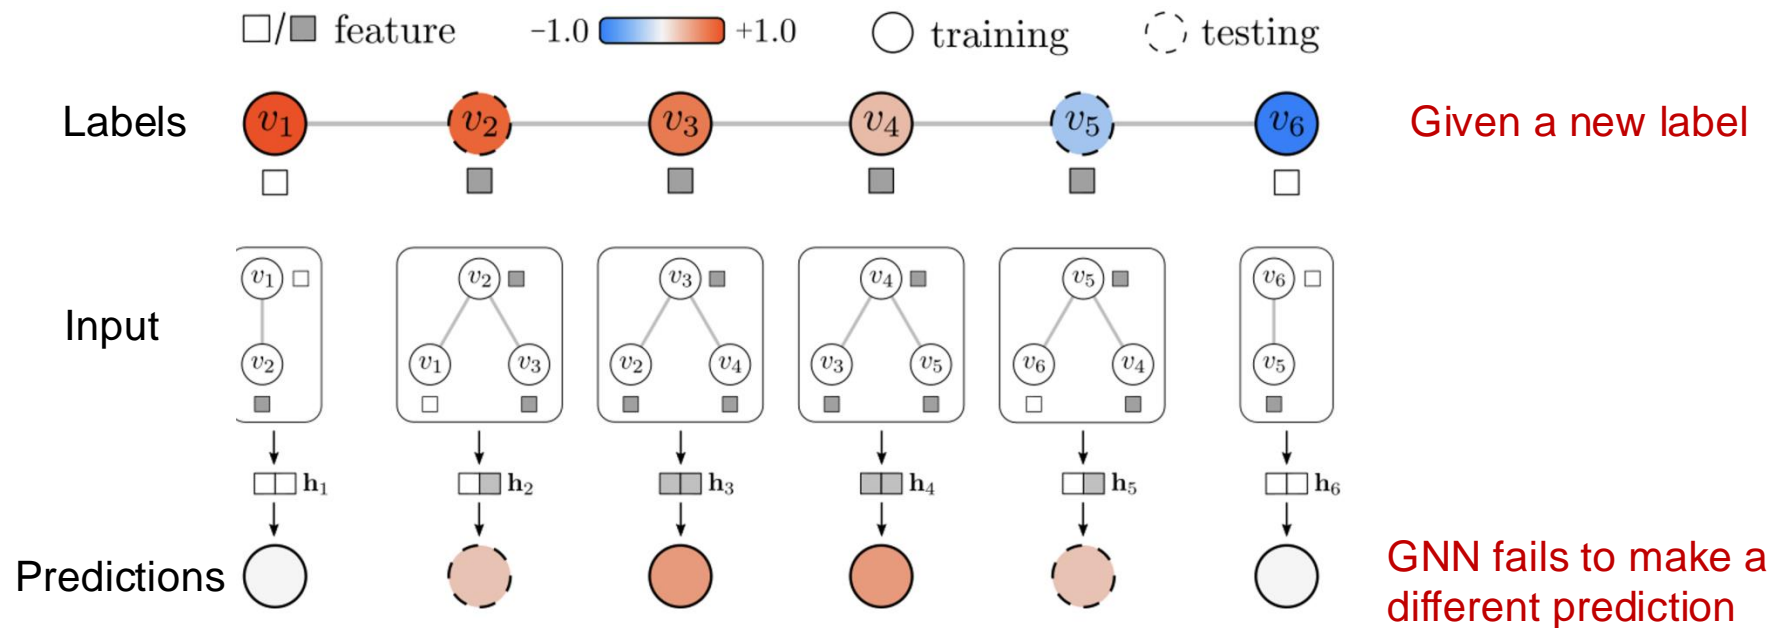 feature −1.0 +1.0 training testing
Labels v₁ v₂ v₃ v₄ v₅ v₆ Given a new label
v₁ v₂ v₃ v₄ v₅ v₆
Input
v₂ v₁ v₃ v₂ v₄ v₃ v₅ v₆ v₄ v₅
h₁ h₂ h₃ h₄ h₅ h₆
Predictions GNN fails to make a
different prediction